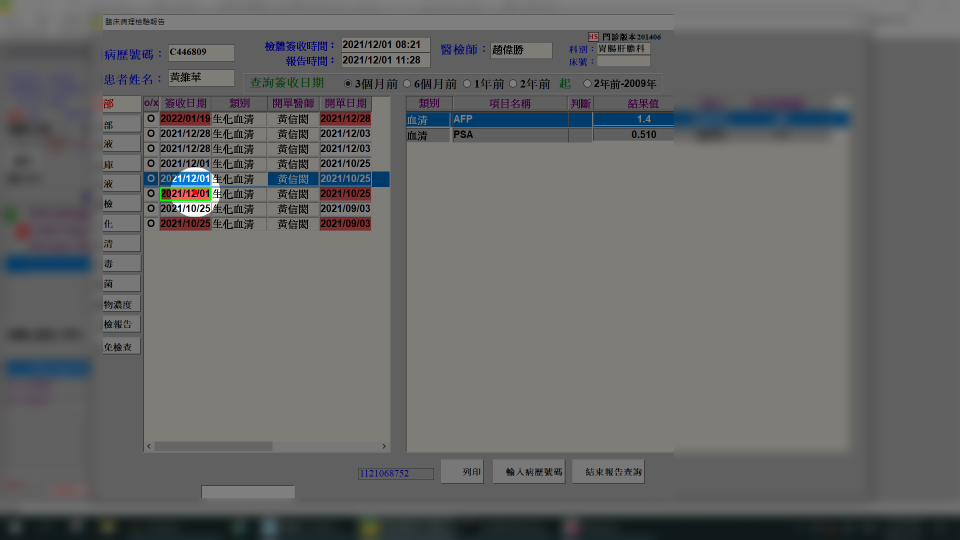 臨床病理檢驗報告
HS 門診版本201406
病歷號碼： C446809 檢體簽收時間： 2021/12/01 08:21 醫檢師： 趙偉勝 科別： 胃腸肝膽科
報告時間： 2021/12/01 11:28 床號：
患者姓名： 黃維苹 查詢簽收日期 3個月前 6個月前 1年前 2年前 起 2年前-2009年
部 o/x 簽收日期 類別 開單醫師 開單日期 類別 項目名稱 判斷 結果值
O 2022/01/19 生化血清 黃信閎 2021/12/28 血清 AFP 1.4
部 O 2021/12/28 生化血清 黃信閎 2021/12/03 血清 PSA 0.510
液 O 2021/12/28 生化血清 黃信閎 2021/12/03
庫 O 2021/12/01 生化血清 黃信閎 2021/10/25
液 O 2021/12/01 生化血清 黃信閎 2021/10/25
O 2021/12/01 生化血清 黃信閎 2021/10/25
檢 O 2021/10/25 生化血清 黃信閎 2021/09/03
化 O 2021/10/25 生化血清 黃信閎 2021/09/03
清
毒
菌
物濃度
檢報告
免檢查
1121068752 列印 輸入病歷號碼 結束報告查詢